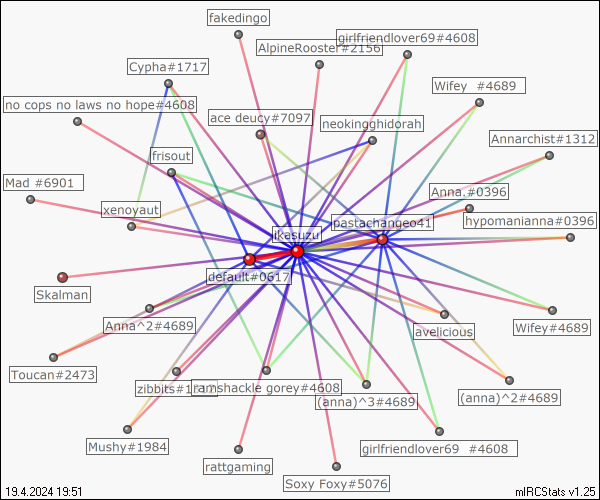 fakedingo
girlfriendlover69#4608
AlpineRooster#2156
Cypha#1717
Wifey #4689
no cops no laws no hope#4608
ace deucy#7097
neokingghidorah
Annarchist#1312
frisout
Mad #6901
Anna.#0396
xenoyaut
pastachangeo41
hypomanianna#0396
ikasuzu
default#0617
Skalman
Anna^2#4689
avelicious
Wifey#4689
Toucan#2473
zibbits#1
ramshackle gorey#4608
(anna)^3#4689
(anna)^2#4689
Mushy#1984
girlfriendlover69 #4608
rattgaming
Soxy Foxy#5076
19.4.2024 19:51
mIRCStats v1.25